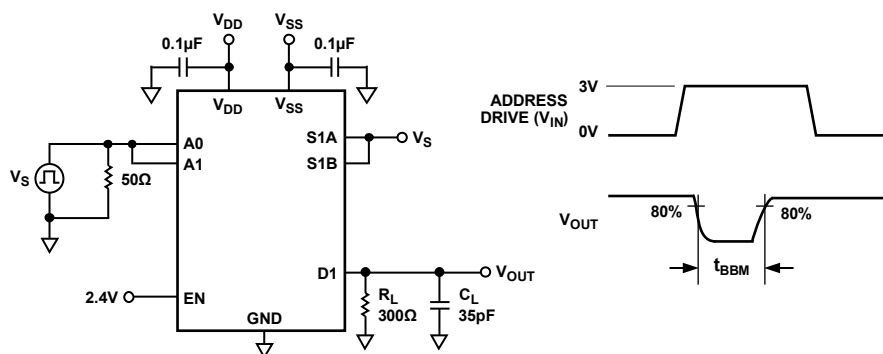 VDD
VSS
0.1µF
0.1µF
VDD
VSS
A0
A1
VS
50Ω
S1A
S1B
VS
2.4V
EN
D1
VOUT
RL
300Ω
CL
35pF
GND
ADDRESS
DRIVE (VIN)
3V
0V
VOUT
80%
80%
tBBM